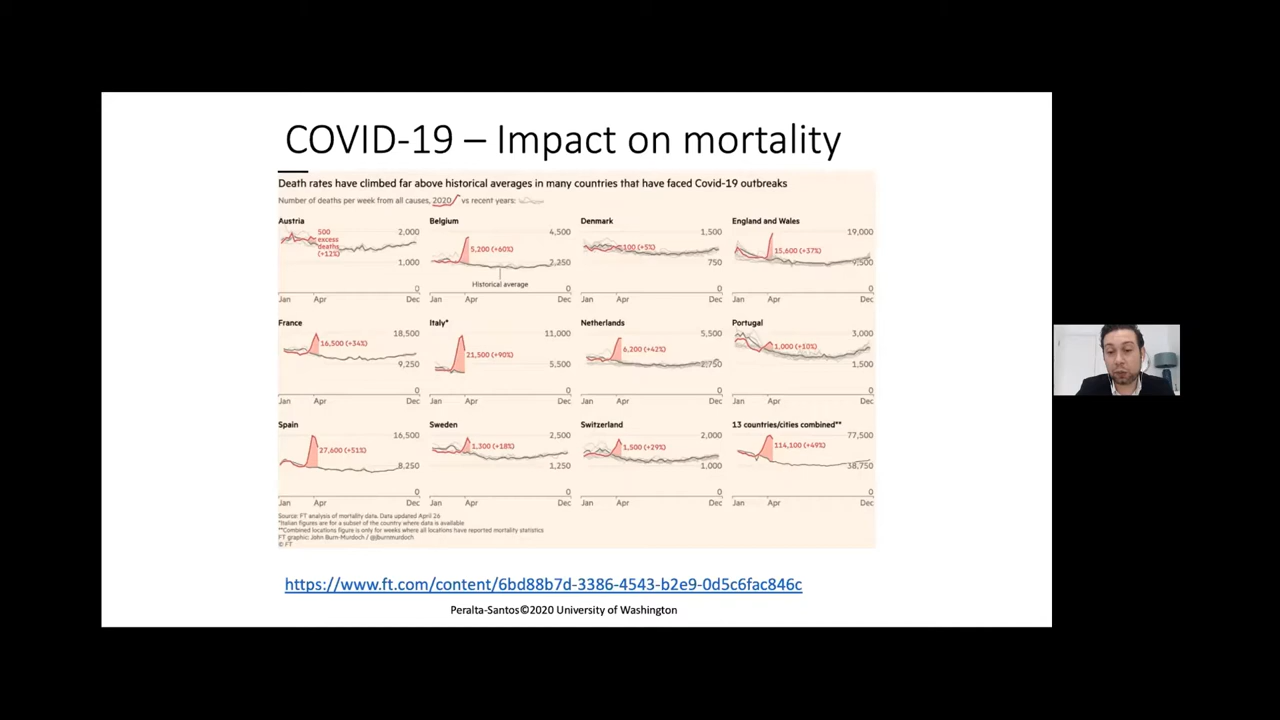 COVID-19 – Impact on mortality
Death rates have climbed far above historical averages in many countries that have faced Covid-19 outbreaks
Number of deaths per week from all causes, 2020 vs recent years:
Austria
500
excess
deaths
(+12%)
2,000
1,000
0
Jan Apr Dec
Belgium
5,200 (+60%)
Historical average
4,500
2,250
0
Jan Apr Dec
Denmark
100 (+5%)
1,500
750
0
Jan Apr Dec
England and Wales
15,600 (+37%)
19,000
9,500
0
Jan Apr Dec
France
16,500 (+34%)
18,500
9,250
0
Jan Apr Dec
Italy*
21,500 (+90%)
11,000
5,500
0
Jan Apr Dec
Netherlands
6,200 (+42%)
5,500
2,750
0
Jan Apr Dec
Portugal
1,000 (+10%)
3,000
1,500
0
Jan Apr Dec
Spain
27,600 (+51%)
16,500
8,250
0
Jan Apr Dec
Sweden
1,300 (+18%)
2,500
1,250
0
Jan Apr Dec
Switzerland
1,500 (+29%)
2,000
1,000
0
Jan Apr Dec
13 countries/cities combined**
114,100 (+49%)
77,500
38,750
0
Jan Apr Dec
Source: FT analysis of mortality data. Data updated April 26
*Italian figures are for a subset of the country where data is available
**Combined locations figure is only for weeks where all locations have reported mortality statistics
FT graphic: John Burn-Murdoch / @jburnmurdoch
© FT
https://www.ft.com/content/6bd88b7d-3386-4543-b2e9-0d5c6fac846c
Peralta-Santos©2020 University of Washington